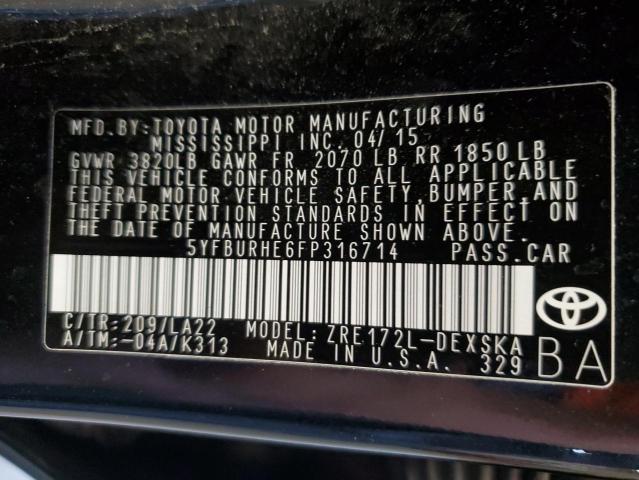 MFD. BY: TOYOTA MOTOR MANUFACTURING
MISSISSIPPI INC. 04/15
GVWR 3820LB GAWR FR 2070 LB RR 1850 LB
THIS VEHICLE CONFORMS TO ALL APPLICABLE
FEDERAL MOTOR VEHICLE SAFETY, BUMPER, AND
THEFT PREVENTION STANDARDS IN EFFECT ON
THE DATE OF MANUFACTURE SHOWN ABOVE.
5YFBURHE6FP316714 PASS. CAR
C/TR: 209/LA22 MODEL: ZRE172L-DEXSKA
A/TM: -04A/K313 MADE IN U.S.A. 329
BA